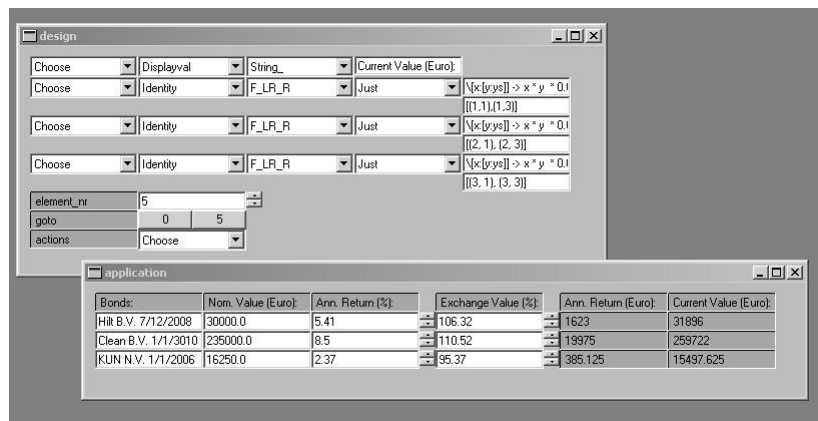 design
Choose Displayval String_ Current Value (Euro):
Choose Identity F_LR_R Just \[x:[y:ys]] -> x * y * 0.
[(1,1),(1,3)]
Choose Identity F_LR_R Just \[x:[y:ys]] -> x * y * 0.
[(2, 1), (2, 3)]
Choose Identity F_LR_R Just \[x:[y:ys]] -> x * y * 0.
[(3, 1), (3, 3)]
element_nr 5
goto 0 5
actions Choose
application
Bonds: Nom. Value (Euro): Ann. Return (%): Exchange Value (%): Ann. Return (Euro): Current Value (Euro):
Hilt B.V. 7/12/2008 30000.0 5.41 106.32 1623 31896
Clean B.V. 1/1/3010 235000.0 8.5 110.52 19975 259722
KUN N.V. 1/1/2006 16250.0 2.37 95.37 385.125 15497.625